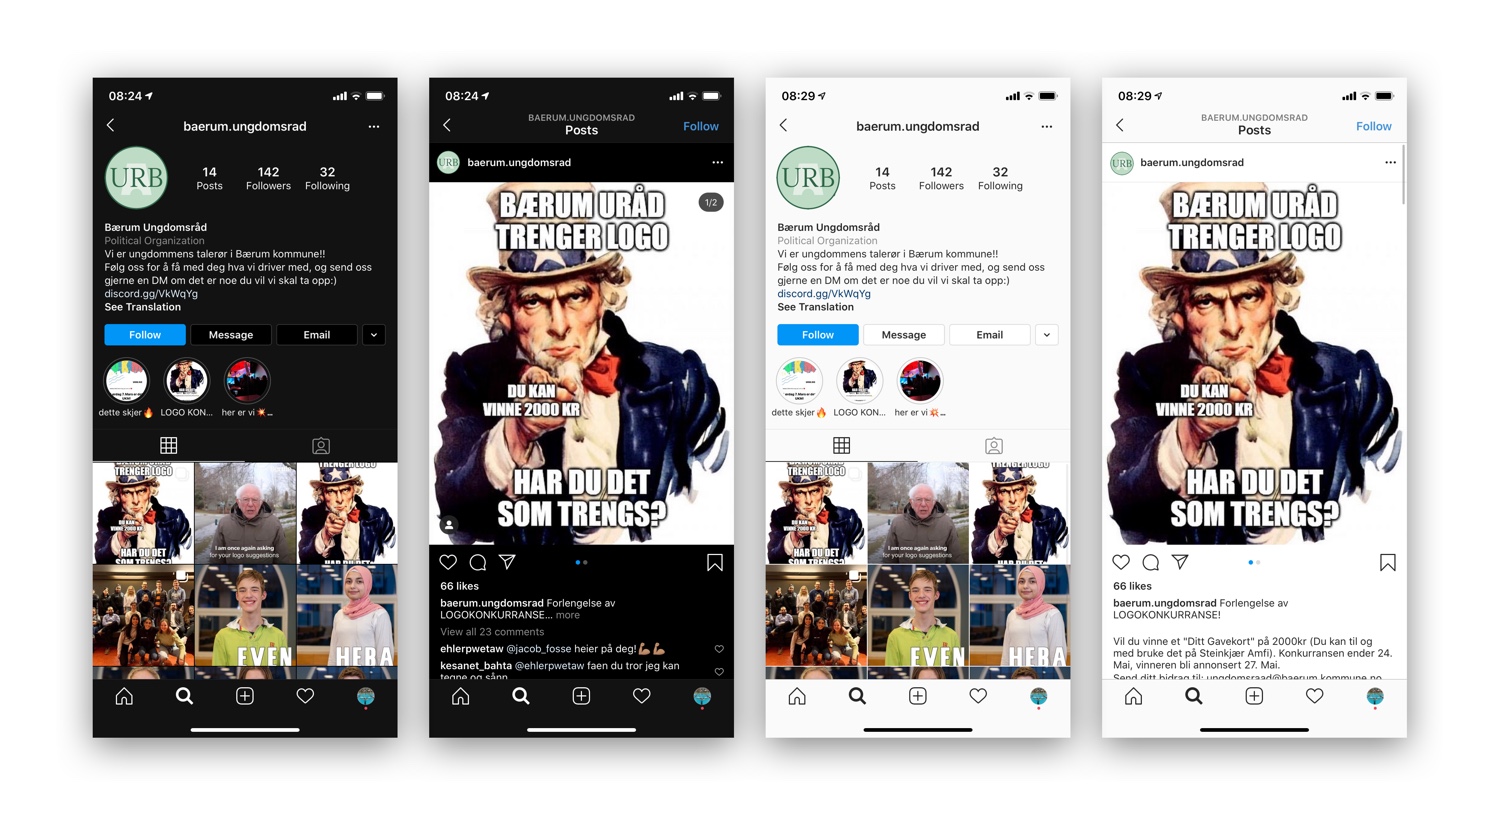 08:24
baerum.ungdomsrad
URB
14
142
32
Posts
Followers
Following
Bærum Ungdomsråd
Political Organization
Vi er ungdommens talerør i Bærum kommune!!
Følg oss for å få med deg hva vi driver med, og send oss
gjerne en DM om det er noe du vil vi skal ta opp:)
discord.gg/VkWqYg
See Translation
Follow
Message
Email
dette skjer🔥
LOGO KON...
her er vi 💥...
TRENGER LOGO
DU KAN
VINNE 2000 KR
HAR DU DET
SOM TRENGS?
I am once again asking
for your logo suggestions
TRENGER LOGO
EVEN
HERA
08:24
BAERUM.UNGDOMSRAD
Posts
Follow
URB
baerum.ungdomsrad
1/2
BÆRUM URÅD
TRENGER LOGO
DU KAN
VINNE 2000 KR
HAR DU DET
SOM TRENGS?
66 likes
baerum.ungdomsrad Forlengelse av
LOGOKONKURRANSE... more
View all 23 comments
ehlerpwetaw @jacob_fosse heier på deg!💪🏽💪🏽
kesanet_bahta @ehlerpwetaw faen du tror jeg kan
tegne og sånn
08:29
baerum.ungdomsrad
URB
14
142
32
Posts
Followers
Following
Bærum Ungdomsråd
Political Organization
Vi er ungdommens talerør i Bærum kommune!!
Følg oss for å få med deg hva vi driver med, og send oss
gjerne en DM om det er noe du vil vi skal ta opp:)
discord.gg/VkWqYg
See Translation
Follow
Message
Email
dette skjer🔥
LOGO KON...
her er vi 💥...
TRENGER LOGO
DU KAN
VINNE 2000 KR
HAR DU DET
SOM TRENGS?
I am once again asking
for your logo suggestions
TRENGER LOGO
EVEN
HERA
08:29
BAERUM.UNGDOMSRAD
Posts
Follow
URB
baerum.ungdomsrad
BÆRUM URÅD
TRENGER LOGO
DU KAN
VINNE 2000 KR
HAR DU DET
SOM TRENGS?
66 likes
baerum.ungdomsrad Forlengelse av
LOGOKONKURRANSE!
Vil du vinne et "Ditt Gavekort" på 2000kr (Du kan til og
med bruke det på Steinkjær Amfi). Konkurransen ender 24.
Mai, vinneren bli annonsert 27. Mai.
Send ditt bidrag til: ungdomsraad@baerum.kommune.no